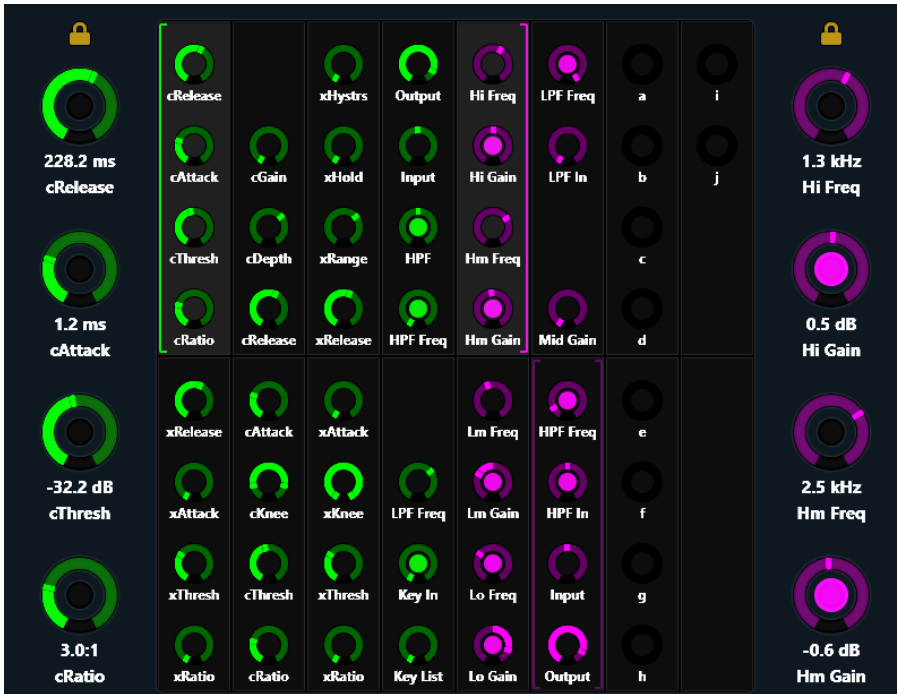 228.2 ms
cRelease
1.2 ms
cAttack
-32.2 dB
cThresh
3.0:1
cRatio
cRelease xHystrs Output Hi Freq LPF Freq a i
cAttack cGain xHold Input Hi Gain LPF In b j
cThresh cDepth xRange HPF Hm Freq c
cRatio cRelease xRelease HPF Freq Hm Gain Mid Gain d
xRelease cAttack xAttack Lm Freq HPF Freq e
xAttack cKnee xKnee LPF Freq Lm Gain HPF In f
xThresh cThresh xThresh Key In Lo Freq Input g
xRatio cRatio xRatio Key List Lo Gain Output h
1.3 kHz
Hi Freq
0.5 dB
Hi Gain
2.5 kHz
Hm Freq
-0.6 dB
Hm Gain